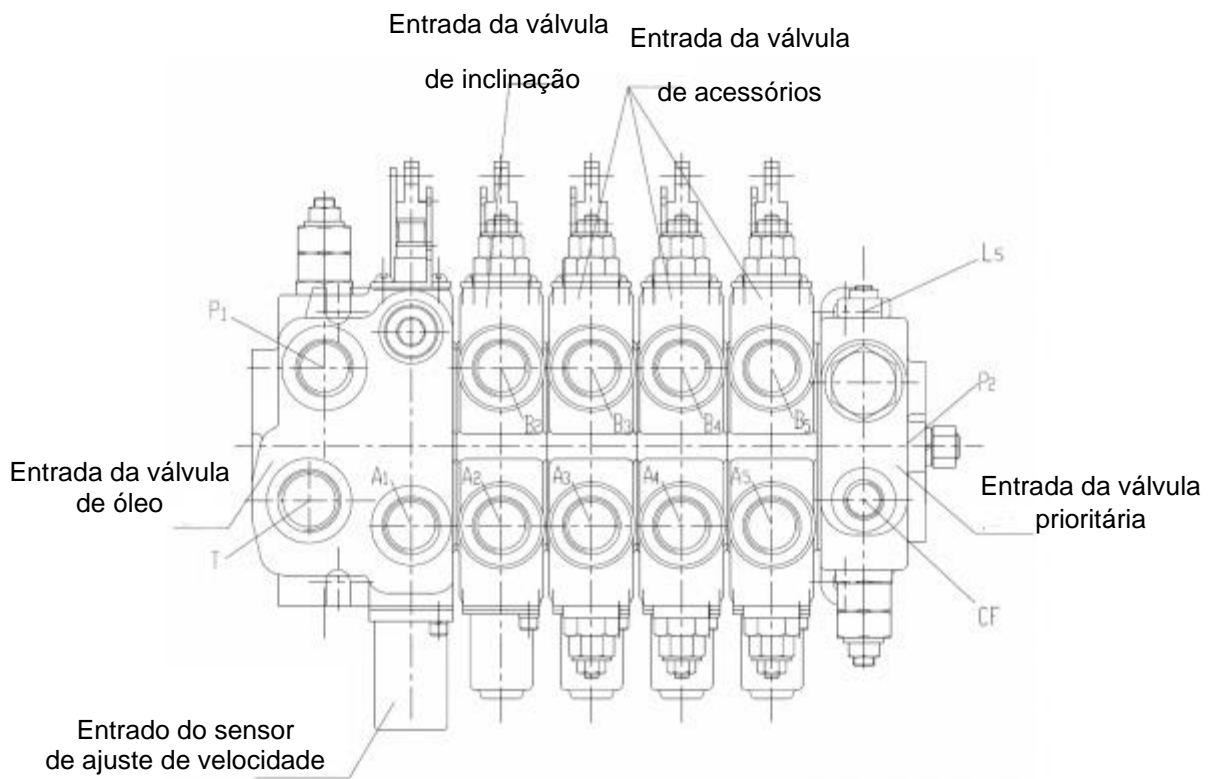 Entrada da válvula
de inclinação
Entrada da válvula
de acessórios
P1
L5
B2
B3
B4
B5
P2
Entrada da válvula
de óleo
A1
A2
A3
A4
A5
Entrada da válvula
prioritária
T
CF
Entrado do sensor
de ajuste de velocidade